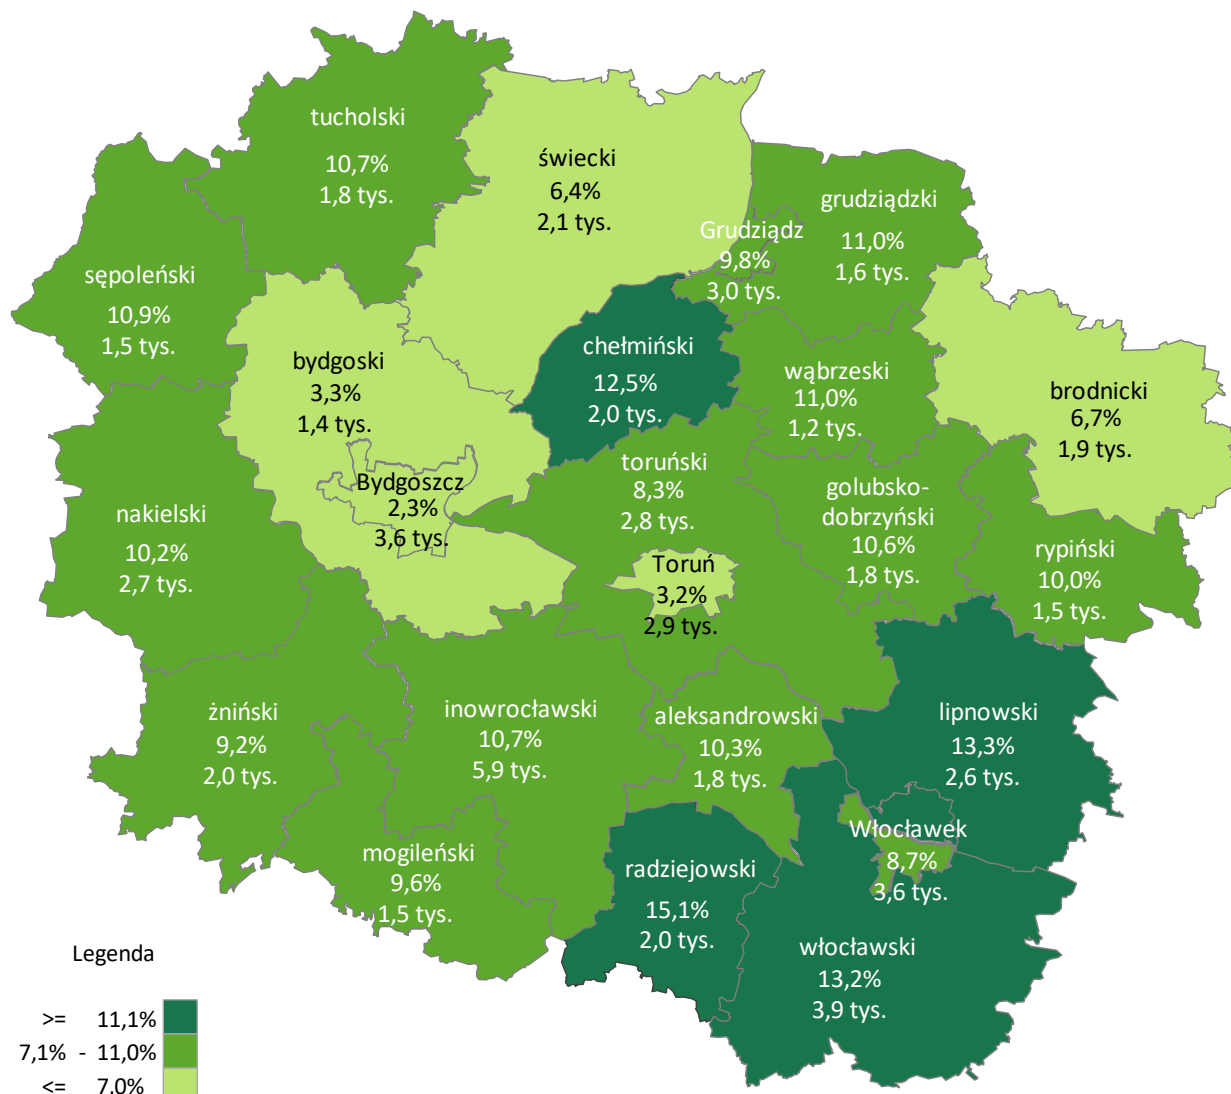 tucholski
10,7%
1,8 tys.
świecki
6,4%
2,1 tys.
grudziądzki
11,0%
1,6 tys.
Grudziądz
9,8%
3,0 tys.
sępoleński
10,9%
1,5 tys.
bydgoski
3,3%
1,4 tys.
chełmiński
12,5%
2,0 tys.
wąbrzeski
11,0%
1,2 tys.
brodnicki
6,7%
1,9 tys.
Bydgoszcz
2,3%
3,6 tys.
toruński
8,3%
2,8 tys.
golubsko-
dobrzyński
10,6%
1,8 tys.
nakielski
10,2%
2,7 tys.
rypiński
10,0%
1,5 tys.
Toruń
3,2%
2,9 tys.
żniński
9,2%
2,0 tys.
inowrocławski
10,7%
5,9 tys.
aleksandrowski
10,3%
1,8 tys.
lipnowski
13,3%
2,6 tys.
mogileński
9,6%
1,5 tys.
radziejowski
15,1%
2,0 tys.
Włocławek
8,7%
3,6 tys.
włocławski
13,2%
3,9 tys.
Legenda
>= 11,1%
7,1% - 11,0%
<= 7,0%